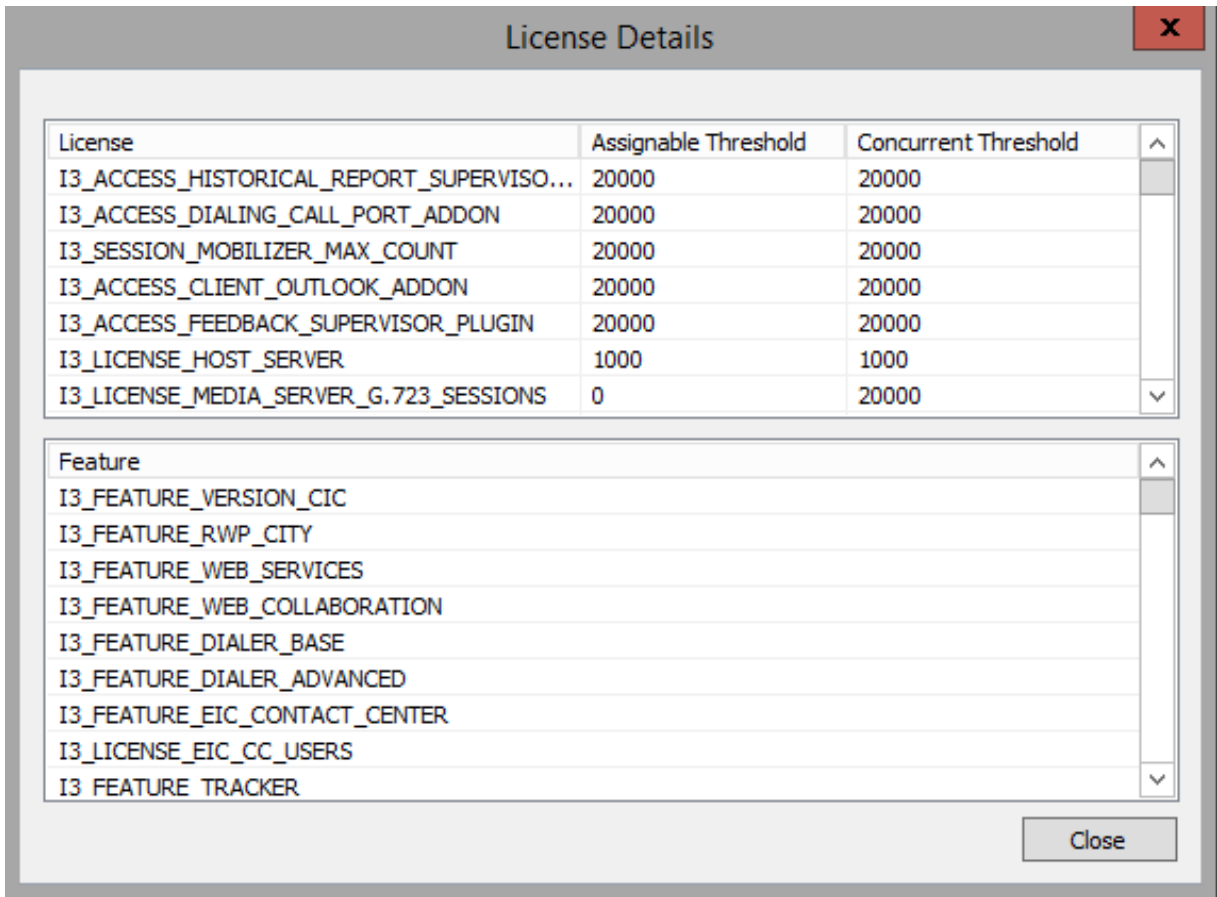 License Details
x
License Assignable Threshold Concurrent Threshold
I3_ACCESS_HISTORICAL_REPORT_SUPERVISO... 20000 20000
I3_ACCESS_DIALING_CALL_PORT_ADDON 20000 20000
I3_SESSION_MOBILIZER_MAX_COUNT 20000 20000
I3_ACCESS_CLIENT_OUTLOOK_ADDON 20000 20000
I3_ACCESS_FEEDBACK_SUPERVISOR_PLUGIN 20000 20000
I3_LICENSE_HOST_SERVER 1000 1000
I3_LICENSE_MEDIA_SERVER_G.723_SESSIONS 0 20000
Feature
I3_FEATURE_VERSION_CIC
I3_FEATURE_RWP_CITY
I3_FEATURE_WEB_SERVICES
I3_FEATURE_WEB_COLLABORATION
I3_FEATURE_DIALER_BASE
I3_FEATURE_DIALER_ADVANCED
I3_FEATURE_EIC_CONTACT_CENTER
I3_LICENSE_EIC_CC_USERS
I3_FEATURE_TRACKER
Close